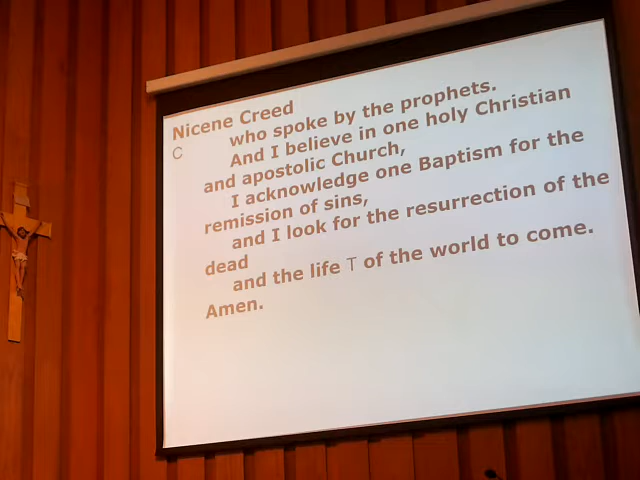 Nicene Creed
C who spoke by the prophets.
And I believe in one holy Christian
and apostolic Church,
I acknowledge one Baptism for the
remission of sins,
and I look for the resurrection of the
dead
and the life T of the world to come.
Amen.